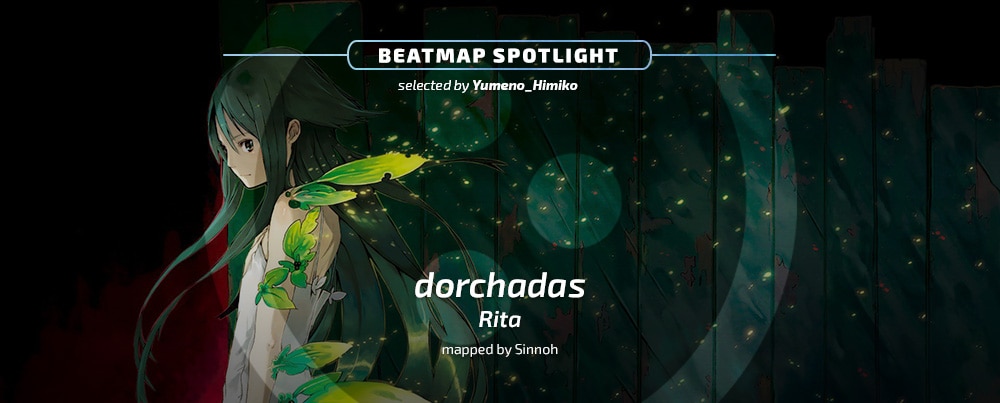 BEATMAP SPOTLIGHT
selected by Yumeno_Himiko
dorchadas
Rita
mapped by Sinnoh